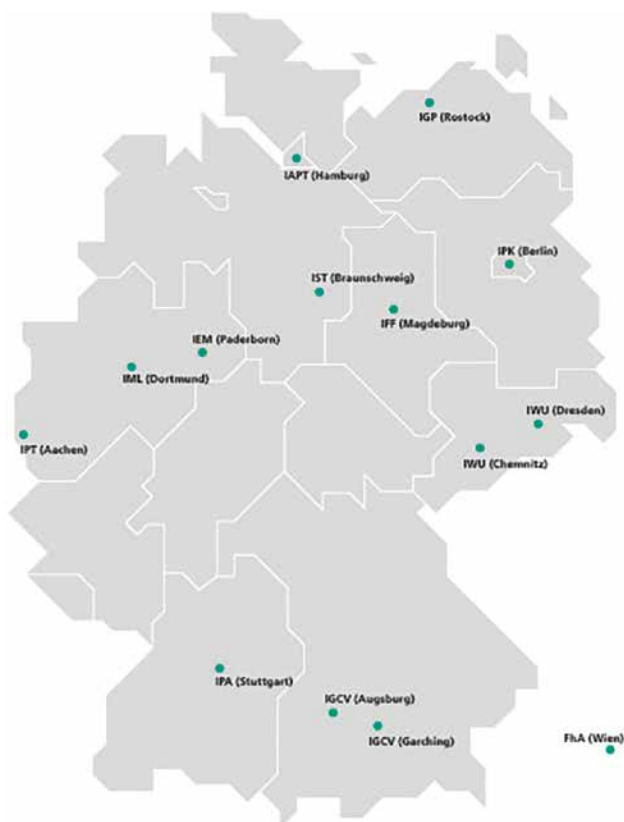 IGP (Rostock)
IAPT (Hamburg)
IPK (Berlin)
IST (Braunschweig)
IFF (Magdeburg)
IEM (Paderborn)
IML (Dortmund)
IWU (Dresden)
IPT (Aachen)
IWU (Chemnitz)
IPA (Stuttgart)
IGCV (Augsburg)
IGCV (Garching)
FhA (Wien)